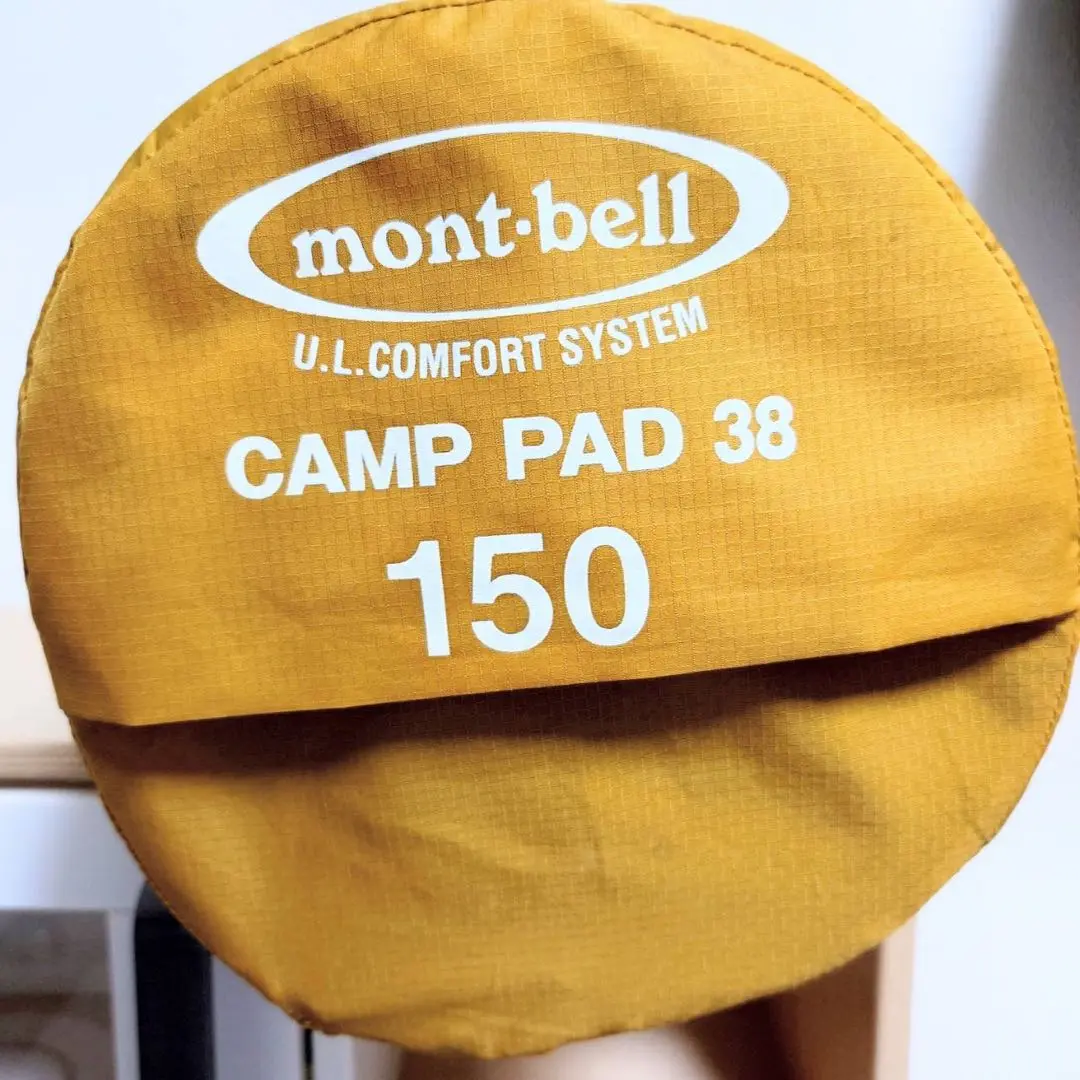 mont·bell
U.L.COMFORT SYSTEM
CAMP PAD 38
150